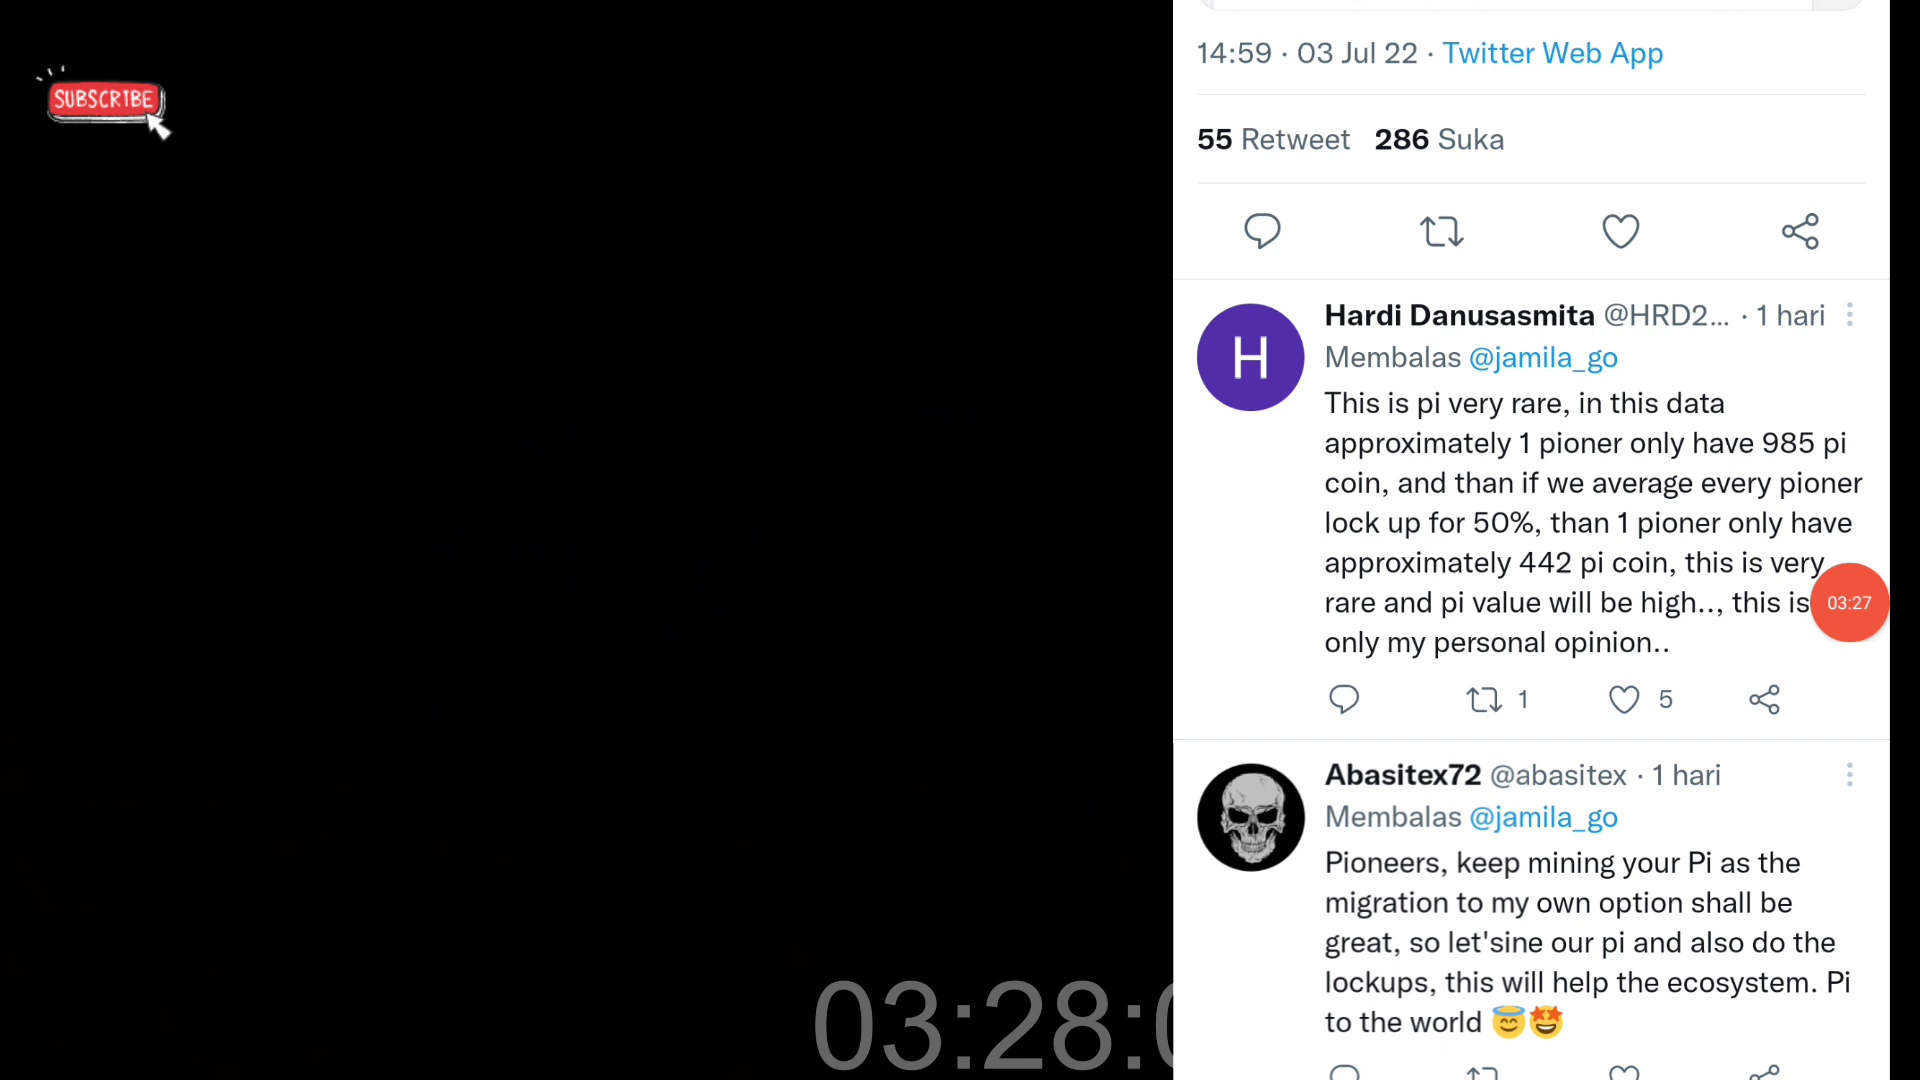 SUBSCRIBE
14:59 · 03 Jul 22 · Twitter Web App
55 Retweet 286 Suka
H
Hardi Danusasmita @HRD2... · 1 hari
Membalas @jamila_go
This is pi very rare, in this data
approximately 1 pioner only have 985 pi
coin, and than if we average every pioner
lock up for 50%, than 1 pioner only have
approximately 442 pi coin, this is very
rare and pi value will be high.., this is
only my personal opinion..
03:27
1 5
Abasitex72 @abasitex · 1 hari
Membalas @jamila_go
Pioneers, keep mining your Pi as the
migration to my own option shall be
great, so let'sine our pi and also do the
lockups, this will help the ecosystem. Pi
to the world 😇🤩
03:28: